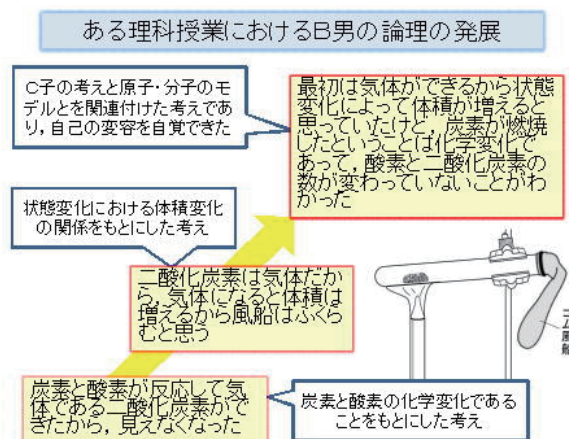 ある理科授業におけるB男の論理の発展
C子の考えと原子・分子のモ
デルとを関連付けた考えであ
り,自己の変容を自覚できた
最初は気体ができるから状態
変化によって体積が増えると
思っていたけど,炭素が燃焼
したということは化学変化で
あって,酸素と二酸化炭素の
数が変わっていないことがわ
かった
状態変化における体積変化
の関係をもとにした考え
二酸化炭素は気体だか
ら,気体になると体積は
増えるから風船はふくら
むと思う
ゴム風船
炭素と酸素が反応して気
体である二酸化炭素がで
きたから,見えなくなった
炭素と酸素の化学変化である
ことをもとにした考え